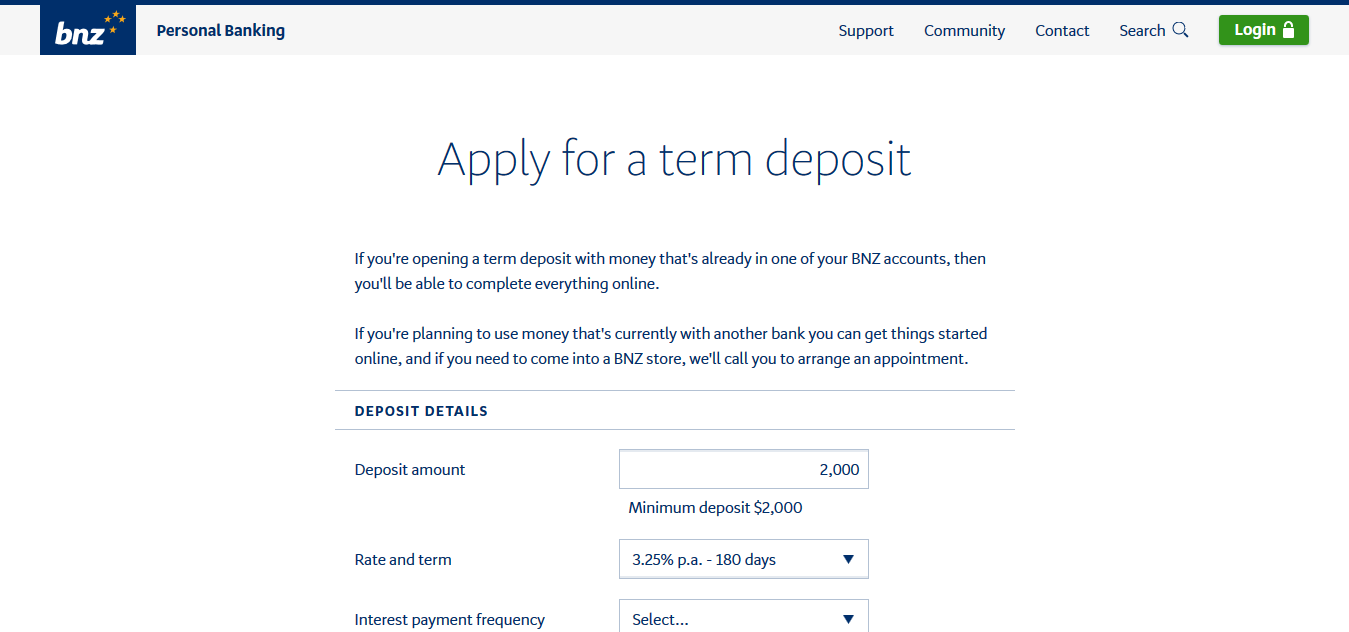 bnz
Personal Banking
Support
Community
Contact
Search
Login
Apply for a term deposit
If you're opening a term deposit with money that's already in one of your BNZ accounts, then
you'll be able to complete everything online.
If you're planning to use money that's currently with another bank you can get things started
online, and if you need to come into a BNZ store, we'll call you to arrange an appointment.
DEPOSIT DETAILS
Deposit amount
2,000
Minimum deposit $2,000
Rate and term
3.25% p.a. - 180 days
Interest payment frequency
Select...